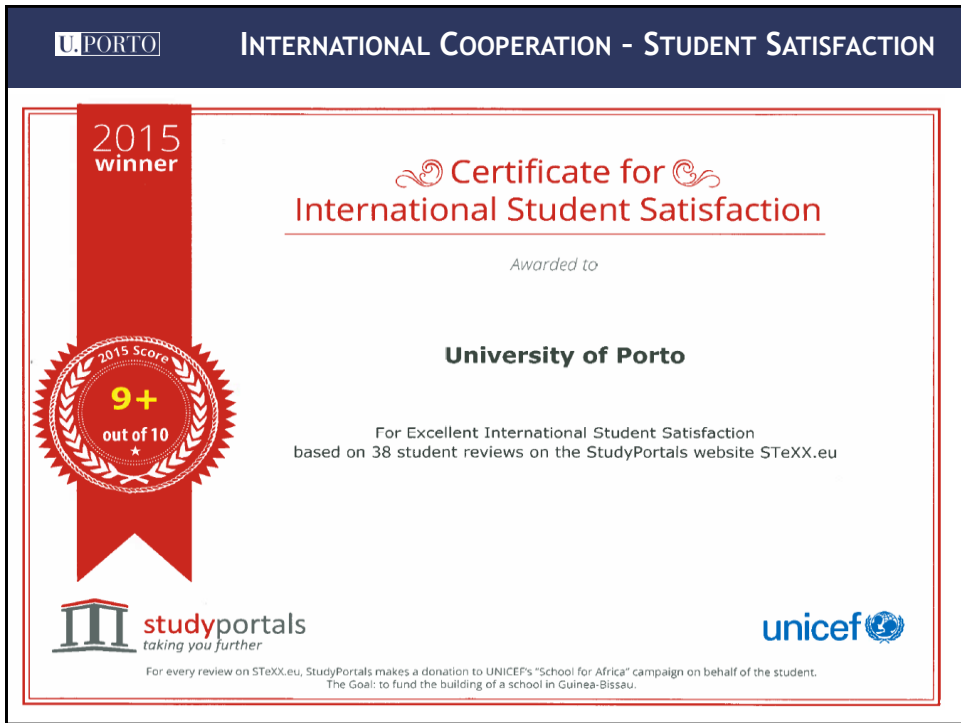 U.PORTO
INTERNATIONAL COOPERATION – STUDENT SATISFACTION
2015
winner
Certificate for
International Student Satisfaction
Awarded to
University of Porto
2015 Score
9+
out of 10
For Excellent International Student Satisfaction
based on 38 student reviews on the StudyPortals website STeXX.eu
studyportals
taking you further
unicef
For every review on STeXX.eu, StudyPortals makes a donation to UNICEF's "School for Africa" campaign on behalf of the student.
The Goal: to fund the building of a school in Guinea-Bissau.